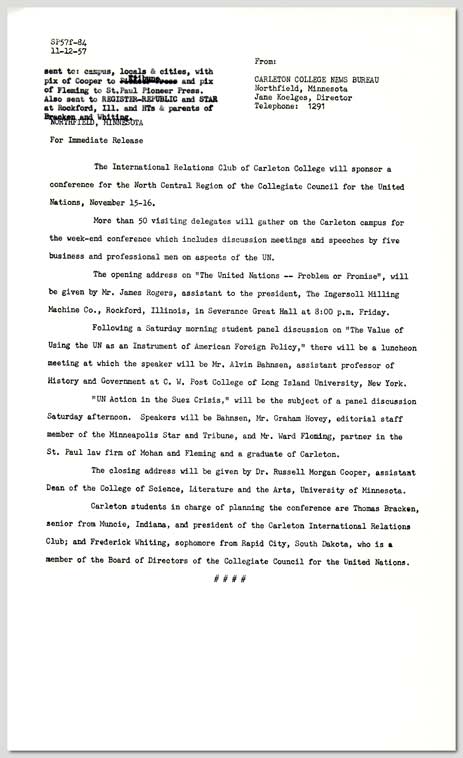 SP57f-84
11-12-57
From:
sent to: campus, locals & cities, with
Tribune
pix of Cooper to Pioneer Press and pix
of Fleming to St.Paul Pioneer Press.
Also sent to REGISTER-REPUBLIC and STAR
at Rockford, Ill. and HTs & parents of
Bracken and Whiting.
CARLETON COLLEGE NEWS BUREAU
Northfield, Minnesota
Jane Koelges, Director
Telephone: 1291
NORTHFIELD, MINNESOTA
For Immediate Release
The International Relations Club of Carleton College will sponsor a
conference for the North Central Region of the Collegiate Council for the United
Nations, November 15-16.
More than 50 visiting delegates will gather on the Carleton campus for
the week-end conference which includes discussion meetings and speeches by five
business and professional men on aspects of the UN.
The opening address on "The United Nations -- Problem or Promise", will
be given by Mr. James Rogers, assistant to the president, The Ingersoll Milling
Machine Co., Rockford, Illinois, in Severance Great Hall at 8:00 p.m. Friday.
Following a Saturday morning student panel discussion on "The Value of
Using the UN as an Instrument of American Foreign Policy," there will be a luncheon
meeting at which the speaker will be Mr. Alvin Bahnsen, assistant professor of
History and Government at C. W. Post College of Long Island University, New York.
"UN Action in the Suez Crisis," will be the subject of a panel discussion
Saturday afternoon. Speakers will be Bahnsen, Mr. Graham Hovey, editorial staff
member of the Minneapolis Star and Tribune, and Mr. Ward Fleming, partner in the
St. Paul law firm of Mohan and Fleming and a graduate of Carleton.
The closing address will be given by Dr. Russell Morgan Cooper, assistant
Dean of the College of Science, Literature and the Arts, University of Minnesota.
Carleton students in charge of planning the conference are Thomas Bracken,
senior from Muncie, Indiana, and president of the Carleton International Relations
Club; and Frederick Whiting, sophomore from Rapid City, South Dakota, who is a
member of the Board of Directors of the Collegiate Council for the United Nations.
# # # #